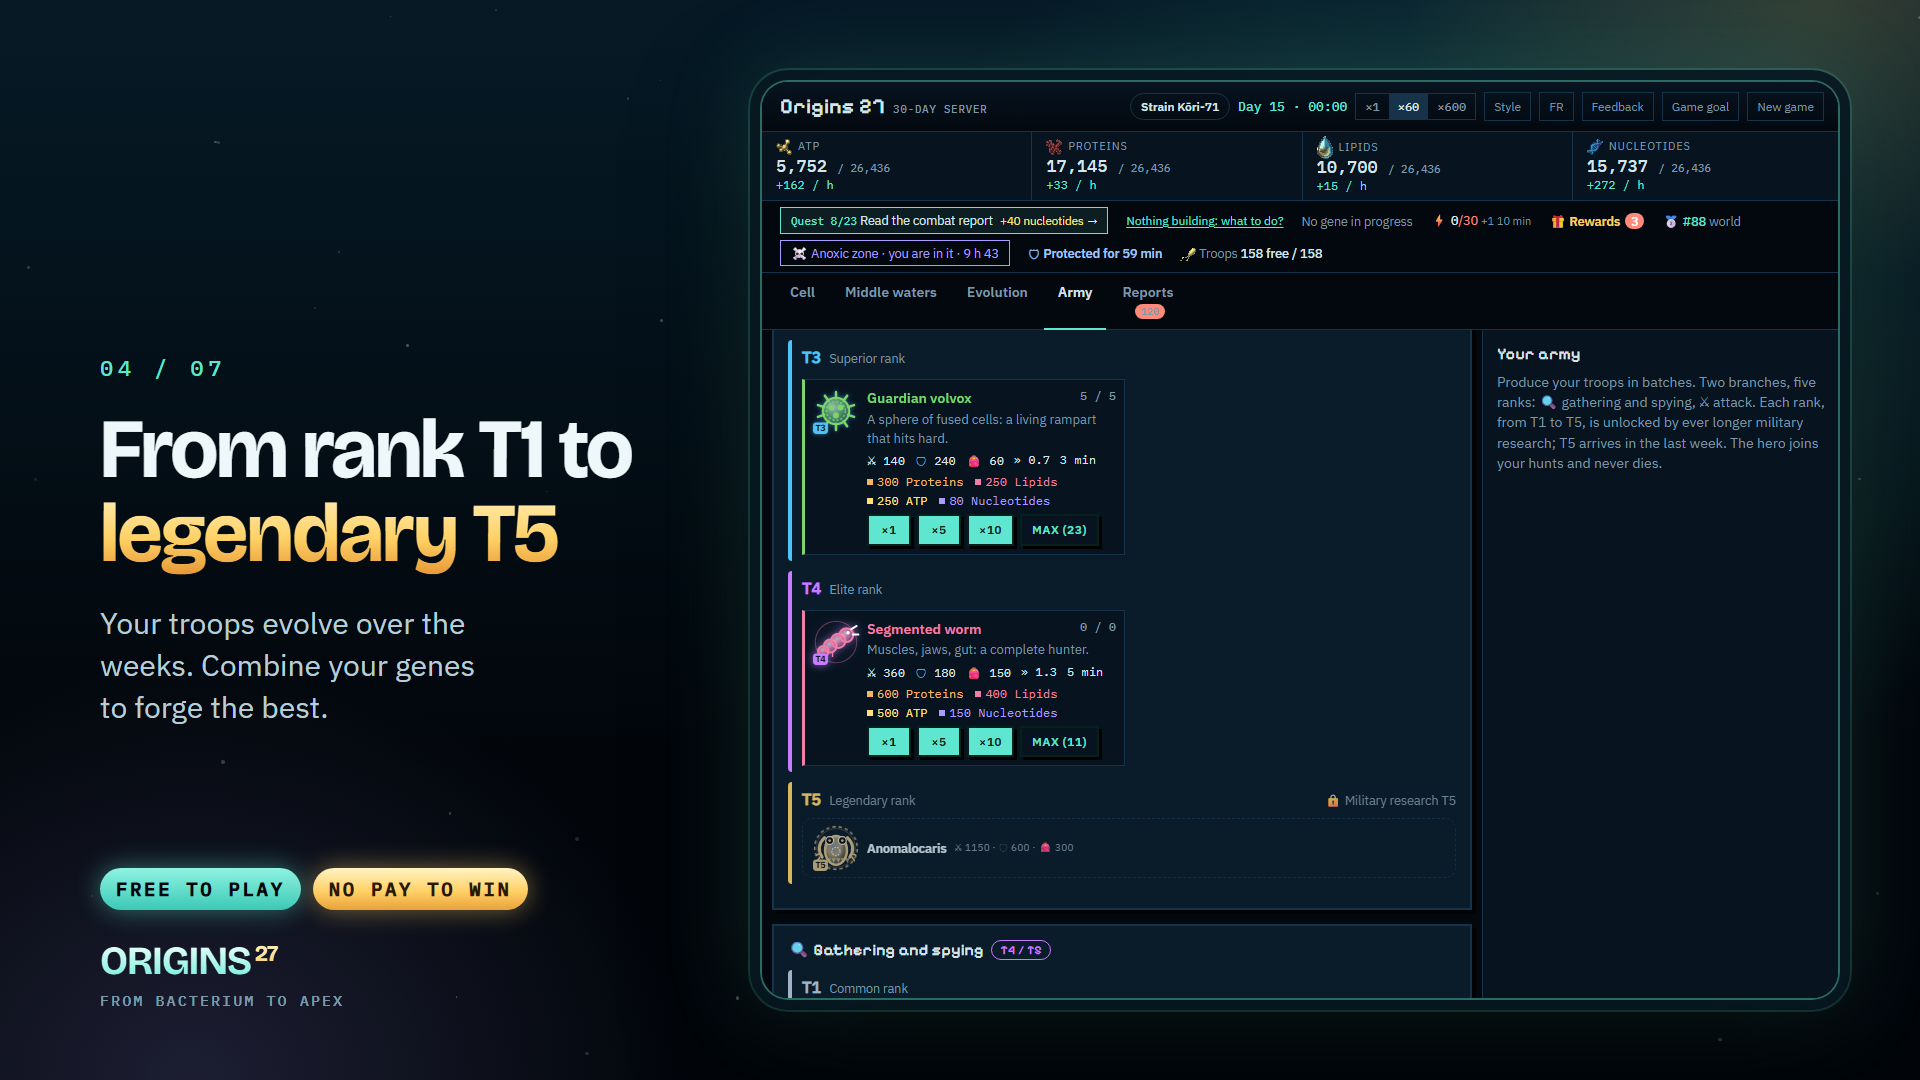 04 / 07
From rank T1 to
legendary T5
Your troops evolve over the
weeks. Combine your genes
to forge the best.
FREE TO PLAY NO PAY TO WIN
ORIGINS 27
FROM BACTERIUM TO APEX
Origins 27 30-DAY SERVER
Strain Kōri-71 Day 15 · 00:00 ×1 ×60 ×600 Style FR Feedback Game goal New game
ATP
5,752 / 26,436
+162 / h
PROTEINS
17,145 / 26,436
+33 / h
LIPIDS
10,700 / 26,436
+15 / h
NUCLEOTIDES
15,737 / 26,436
+272 / h
Quest 8/23 Read the combat report +40 nucleotides → Nothing building: what to do? No gene in progress 0/30 +1 10 min Rewards 3 #88 world
Anoxic zone · you are in it · 9 h 43 Protected for 59 min Troops 158 free / 158
Cell Middle waters Evolution Army Reports
120
T3 Superior rank
Guardian volvox 5 / 5
A sphere of fused cells: a living rampart
that hits hard.
T3
140 240 60 » 0.7 3 min
300 Proteins 250 Lipids
250 ATP 80 Nucleotides
×1 ×5 ×10 MAX (23)
T4 Elite rank
Segmented worm 0 / 0
Muscles, jaws, gut: a complete hunter.
T4
360 180 150 » 1.3 5 min
600 Proteins 400 Lipids
500 ATP 150 Nucleotides
×1 ×5 ×10 MAX (11)
T5 Legendary rank Military research T5
Anomalocaris 1150 · 600 · 300
T5
Gathering and spying T4 / T8
T1 Common rank
Your army
Produce your troops in batches. Two branches, five
ranks: gathering and spying, attack. Each rank,
from T1 to T5, is unlocked by ever longer military
research; T5 arrives in the last week. The hero joins
your hunts and never dies.